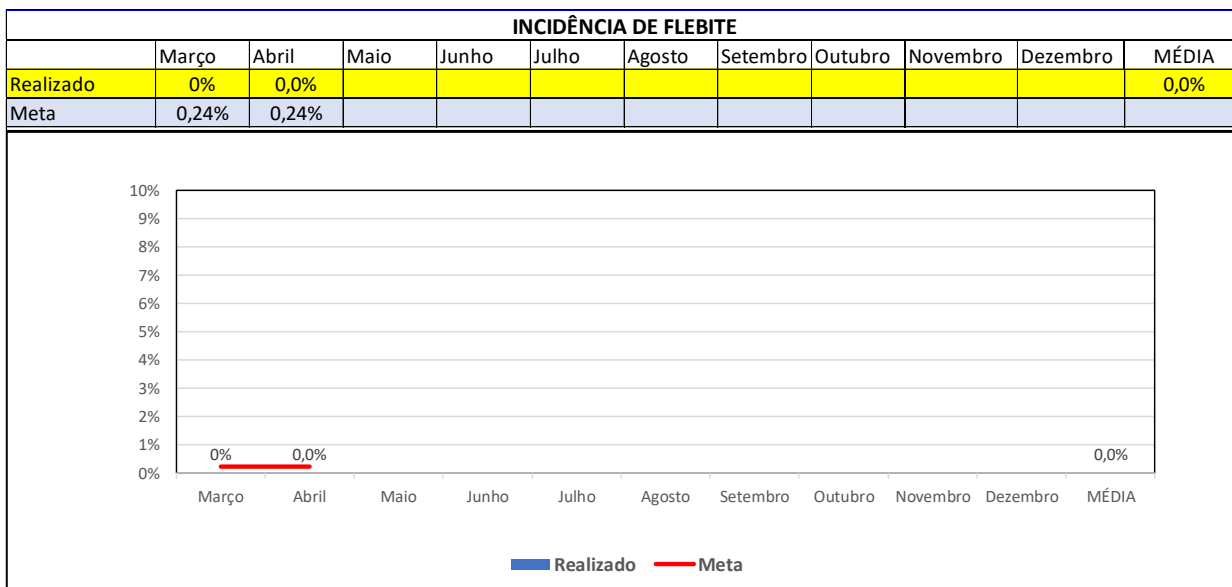 INCIDÊNCIA DE FLEBITE
Março Abril Maio Junho Julho Agosto Setembro Outubro Novembro Dezembro MÉDIA
Realizado 0% 0,0% 0,0%
Meta 0,24% 0,24%
10%
9%
8%
7%
6%
5%
4%
3%
2%
1%
0% 0,0% 0,0%
0%
Março Abril Maio Junho Julho Agosto Setembro Outubro Novembro Dezembro MÉDIA
Realizado Meta